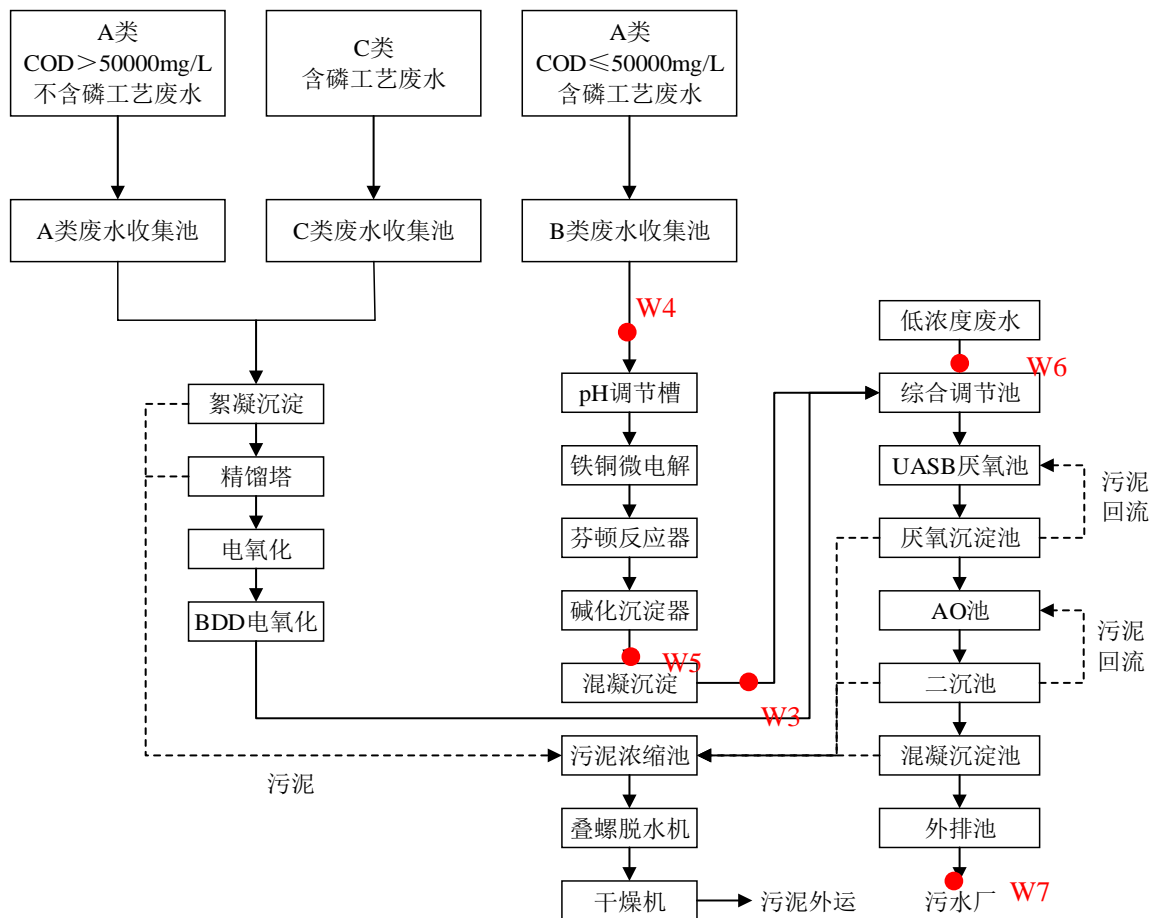 A类
COD＞50000mg/L
不含磷工艺废水
C类
含磷工艺废水
A类
COD≤50000mg/L
含磷工艺废水
A类废水收集池
C类废水收集池
B类废水收集池
W4
低浓度废水
W6
絮凝沉淀
pH调节槽
综合调节池
精馏塔
铁铜微电解
UASB厌氧池
污泥
回流
电氧化
芬顿反应器
厌氧沉淀池
BDD电氧化
碱化沉淀器
AO池
污泥
回流
W5
混凝沉淀
二沉池
W3
污泥
污泥浓缩池
混凝沉淀池
叠螺脱水机
外排池
干燥机
污泥外运
污水厂
W7